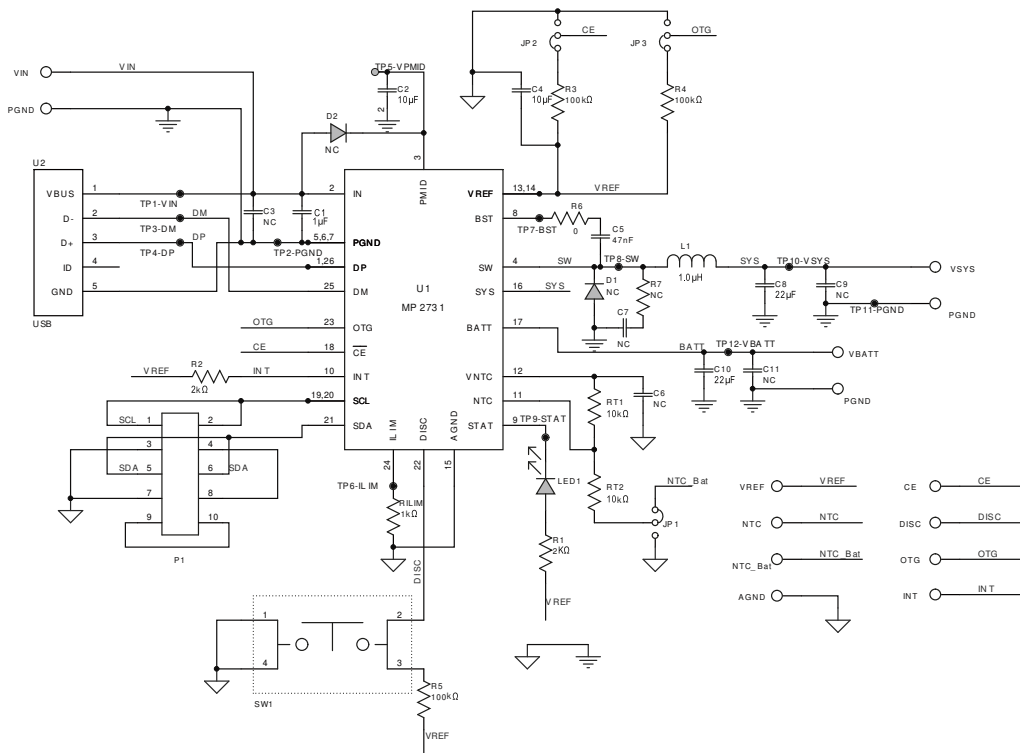 VIN
VIN
PGND
TP5-VPMID
C2
10µF
2
D2
NC
3
PMID
C4
10µF
JP2
CE
JP3
OTG
R3
100kΩ
R4
100kΩ
U2
VBUS
D-
D+
ID
GND
USB
1
2
3
4
5
TP1-VIN
DM
TP3-DM
DP
TP4-DP
TP2-PGND
C3
NC
C1
1µF
2
IN
5,6,7
PGND
1,26
DP
25
DM
U1
MP2731
OTG
23
OTG
CE
18
CE
R2
VREF
2kΩ
INT
10
INT
19,20
SCL
21
SDA
VREF
13,14
VREF
BST
8
TP7-BST
R6
0
C5
47nF
SW
4
SW
TP8-SW
L1
1.0µH
SYS
16
SYS
D1
NC
R7
NC
C7
NC
SYS
TP10-VSYS
VSYS
C8
22µF
C9
NC
TP11-PGND
PGND
BATT
17
BATT
TP12-VBATT
VBATT
C10
22µF
C11
NC
PGND
VNTC
12
NTC
11
STAT
9
TP9-STAT
RT1
10kΩ
C6
NC
RT2
10kΩ
NTC_Bat
JP1
LED1
R1
2KΩ
VREF
ILIM
DISC
AGND
24
22
15
TP6-ILIM
RILIM
1kΩ
DISC
SCL
1
2
3
4
SDA
5
6
SDA
7
8
9
10
P1
1
2
4
3
SW1
R5
100kΩ
VREF
VREF
VREF
CE
CE
NTC
NTC
DISC
DISC
NTC_Bat
NTC_Bat
OTG
OTG
AGND
INT
INT